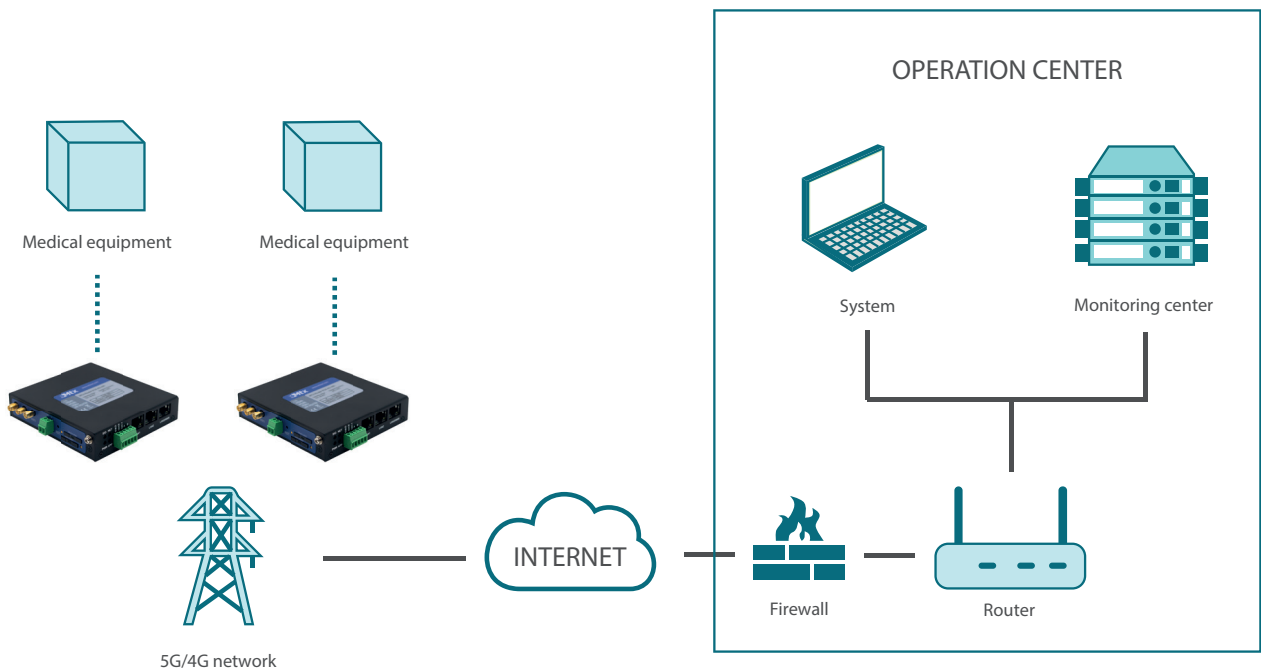 OPERATION CENTER
Medical equipment
Medical equipment
System
Monitoring center
INTERNET
Firewall
Router
5G/4G network